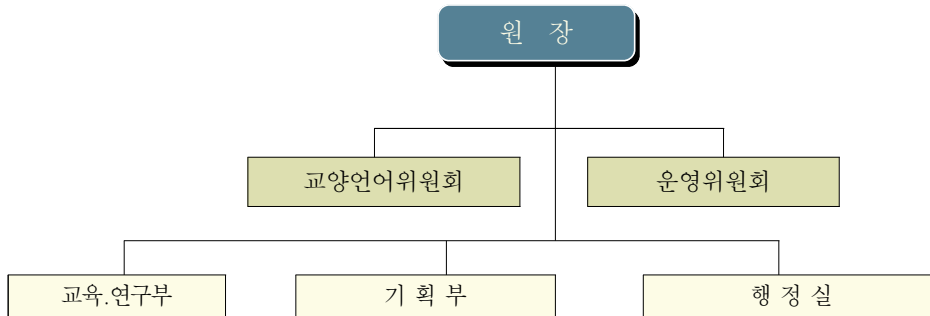 원 장
교양언어위원회
운영위원회
교육.연구부
기 획 부
행 정 실